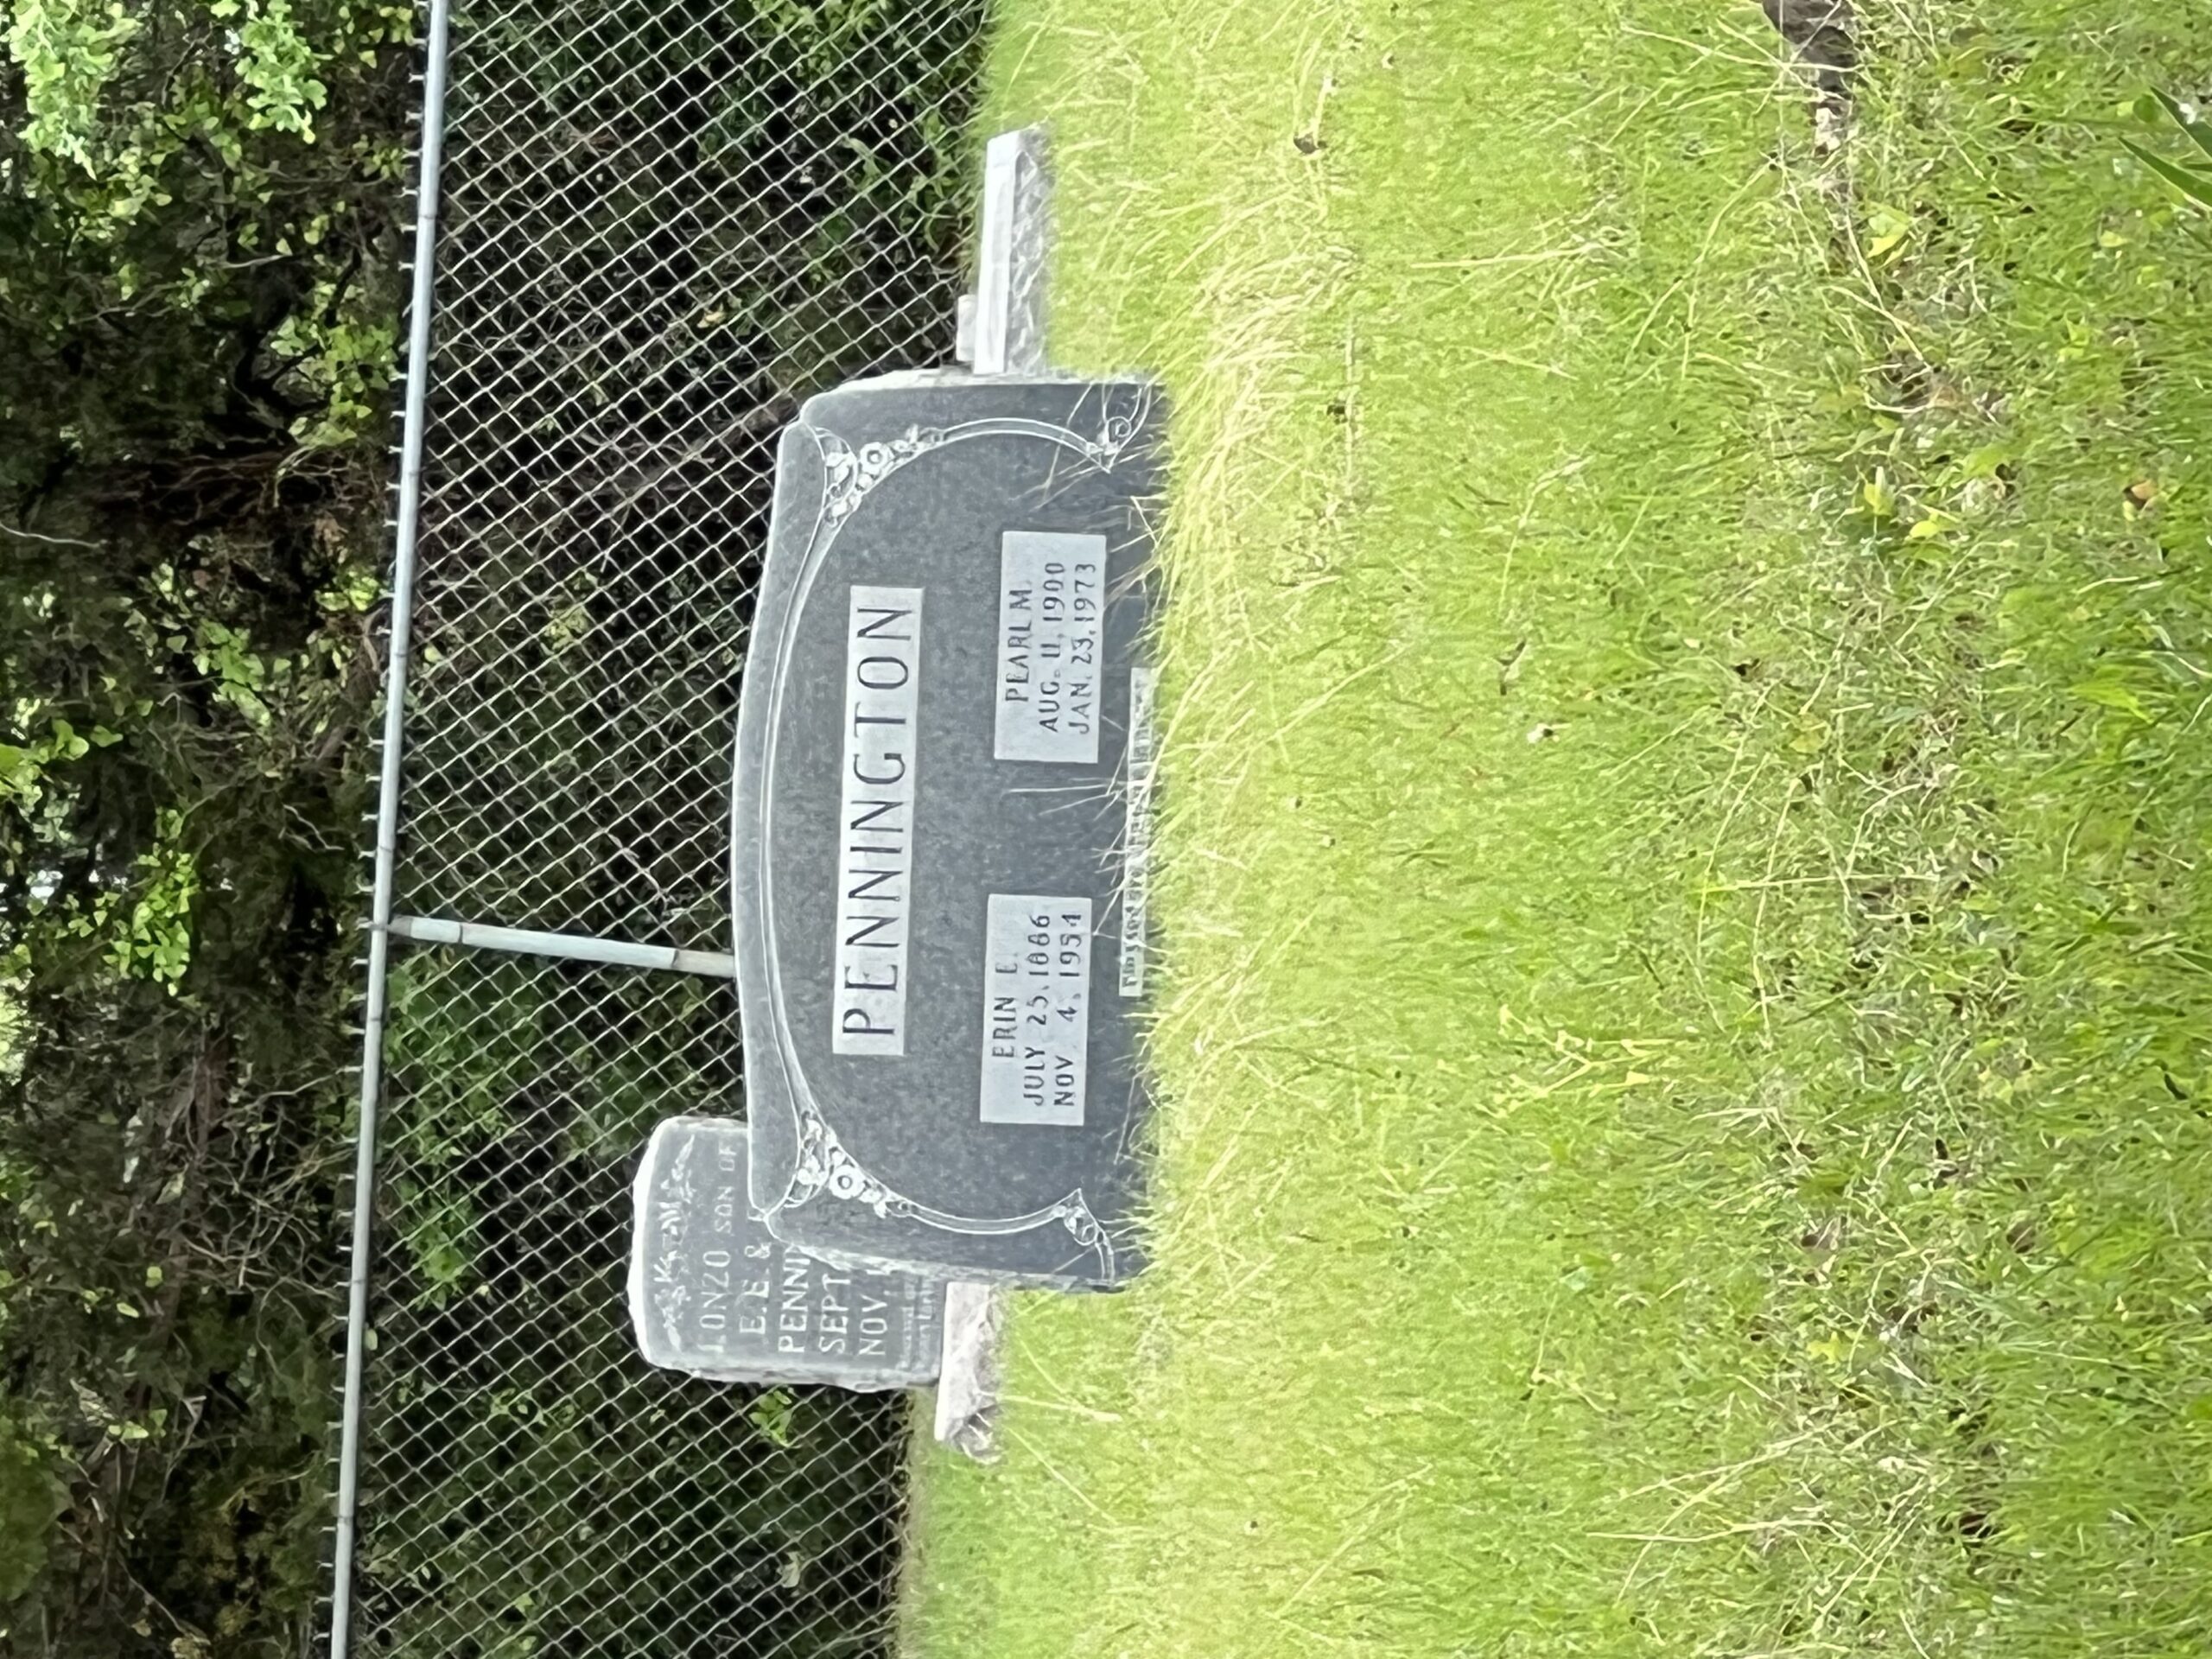 PENNINGTON
ERIN E.
JULY 25, 1886
NOV. 4, 1954
PEARL M.
AUG. 11, 1900
JAN. 23, 1973
LONZO SON OF
E.E. &
PENNIN
SEPT.
NOV.